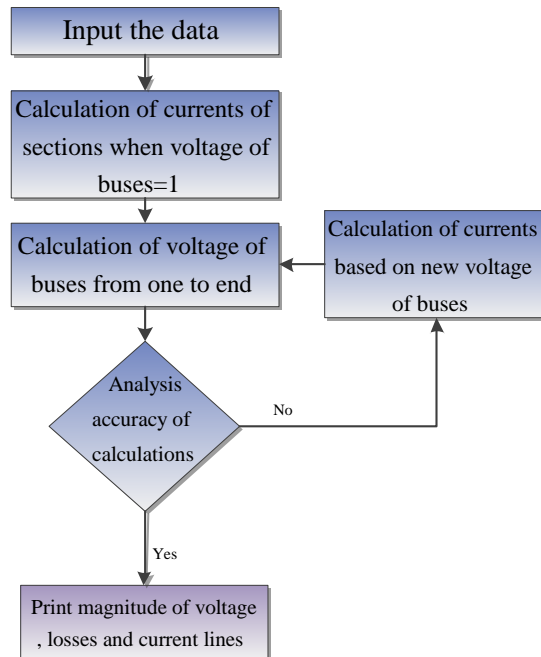 Input the data
Calculation of currents of
sections when voltage of
buses=1
Calculation of voltage of
buses from one to end
Calculation of currents
based on new voltage
of buses
Analysis
accuracy of
calculations
No
Yes
Print magnitude of voltage
, losses and current lines